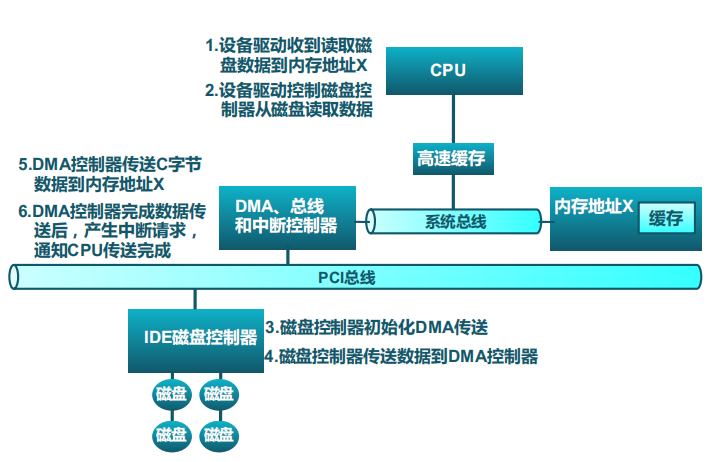 1.设备驱动收到读取磁
盘数据到内存地址X
2.设备驱动控制磁盘控
制器从磁盘读取数据
CPU
高速缓存
5.DMA控制器传送C字节
数据到内存地址X
6.DMA控制器完成数据传
送后，产生中断请求，
通知CPU传送完成
DMA、总线
和中断控制器
系统总线
内存地址X
缓存
PCI总线
IDE磁盘控制器
3.磁盘控制器初始化DMA传送
4.磁盘控制器传送数据到DMA控制器
磁盘
磁盘
磁盘
磁盘